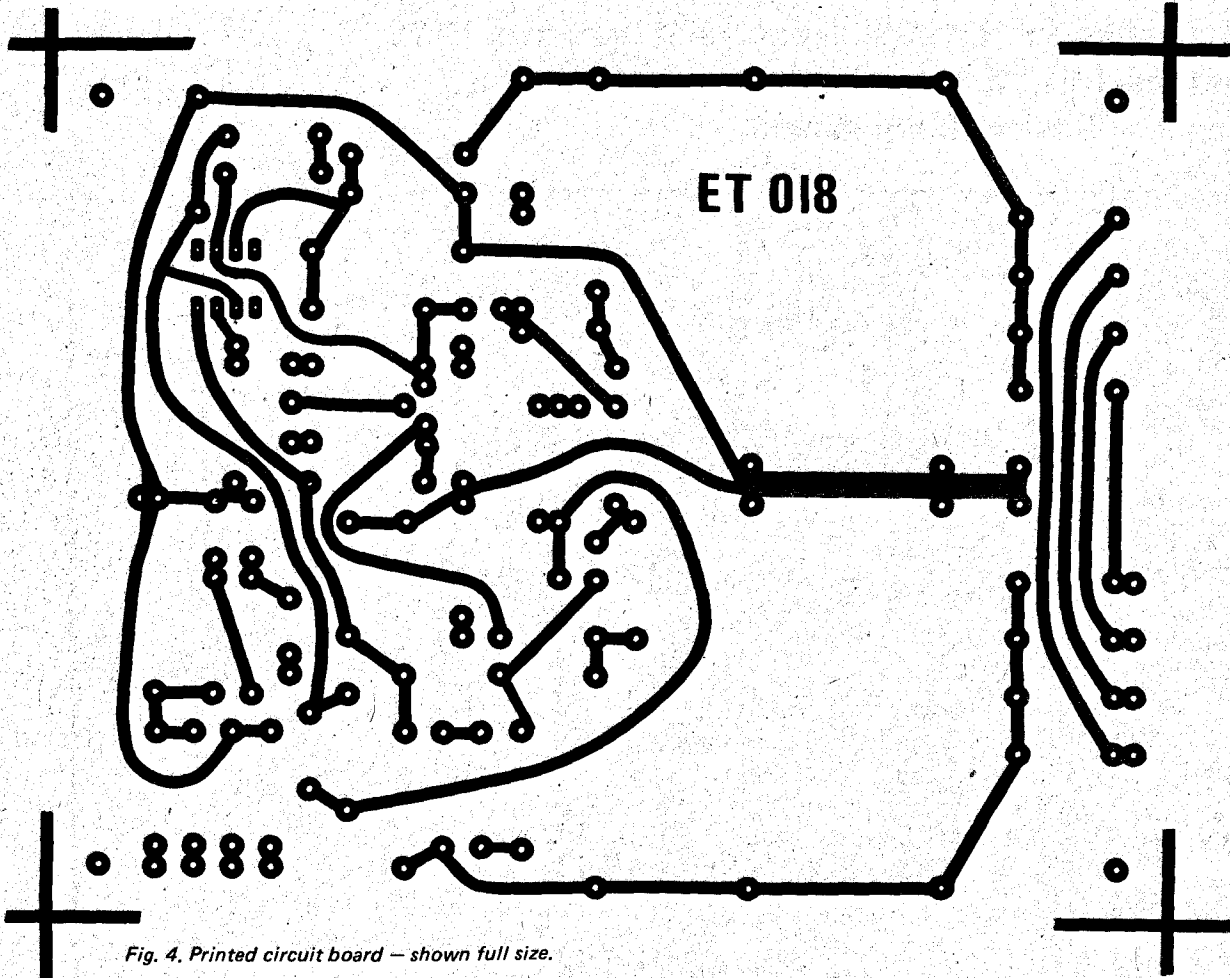 ET 018
Fig. 4. Printed circuit board — shown full size.